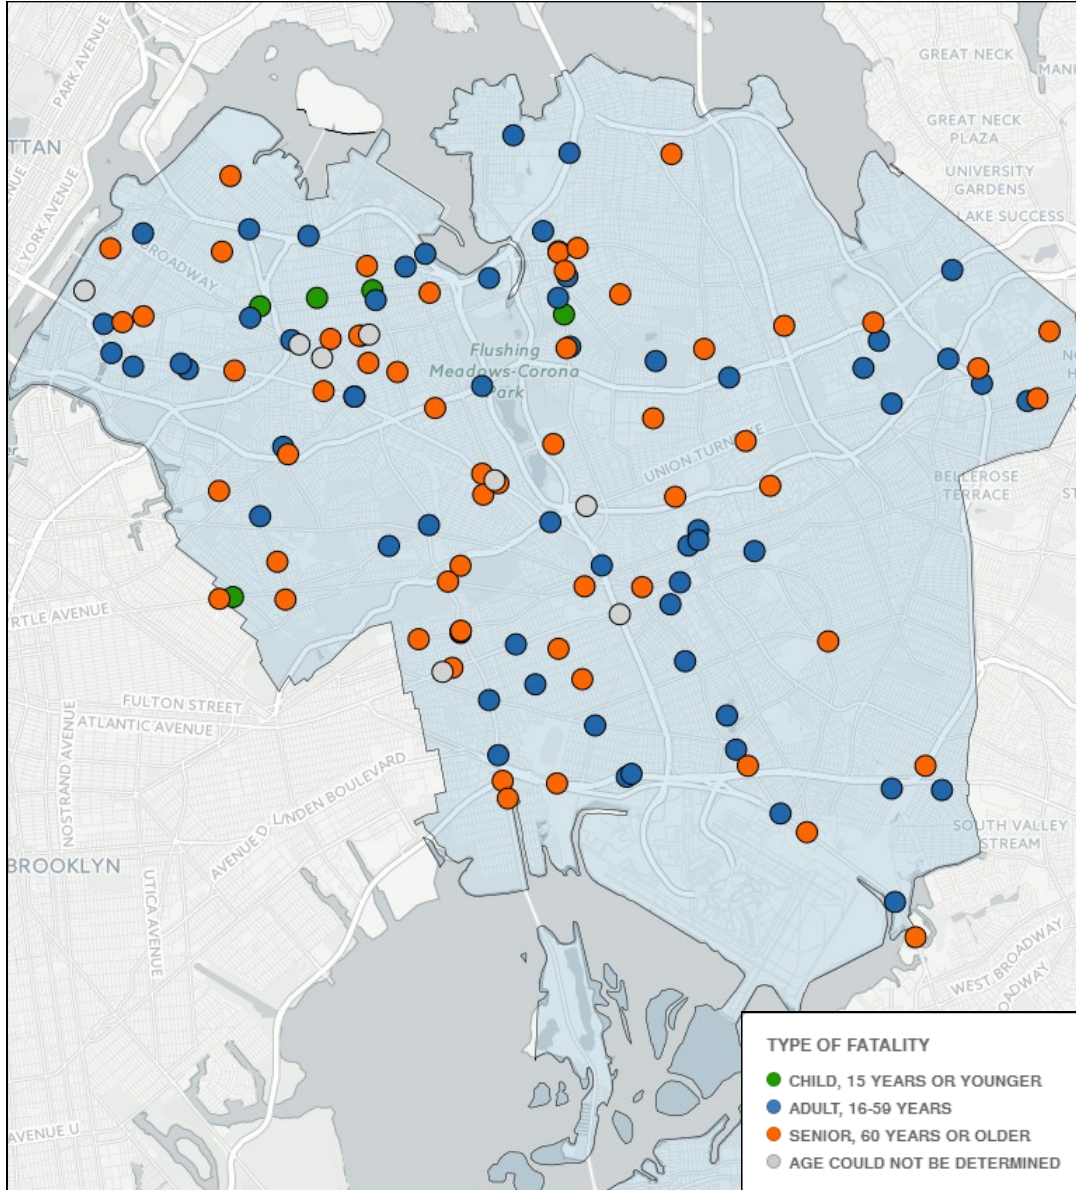 PARK AVENUE
GREAT NECK
GREAT NECK
PLAZA
TTAN
YORK AVENUE
UNIVERSITY
GARDENS
LAKE SUCCESS
BROADWAY
Flushing
Meadows-Corona
Park
UNION TURNPIKE
BELLEROSE
TERRACE
RTLE AVENUE
FULTON STREET
ATLANTIC AVENUE
NOSTRAND AVENUE
LINDEN BOULEVARD
AVENUE D
BROOKLYN
UTICA AVENUE
SOUTH VALLEY
STREAM
WEST BROADWAY
OADWAY
AVENUE U
TYPE OF FATALITY
CHILD, 15 YEARS OR YOUNGER
ADULT, 16-59 YEARS
SENIOR, 60 YEARS OR OLDER
AGE COULD NOT BE DETERMINED